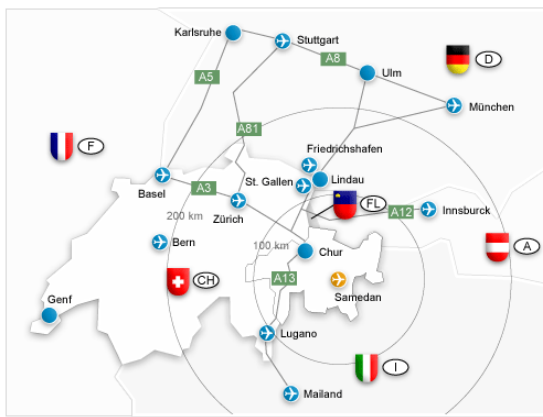 Karlsruhe
Stuttgart
A8
D
A5
Ulm
München
A81
F
Friedrichshafen
Basel
A3
St. Gallen
Lindau
200 km
Zürich
FL
A12
Innsburck
Bern
100 km
Chur
A
CH
A13
Samedan
Genf
Lugano
I
Mailand